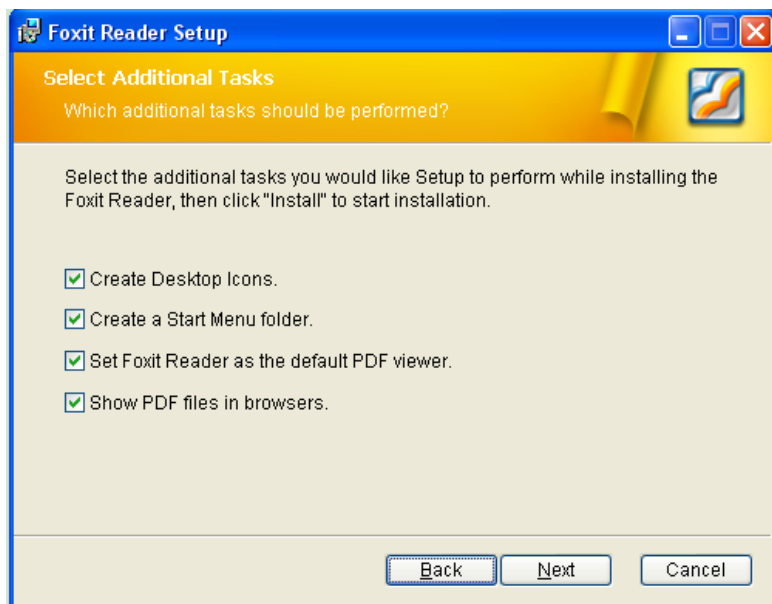 Foxit Reader Setup
Select Additional Tasks
Which additional tasks should be performed?
Select the additional tasks you would like Setup to perform while installing the
Foxit Reader, then click "Install" to start installation.
Create Desktop Icons.
Create a Start Menu folder.
Set Foxit Reader as the default PDF viewer.
Show PDF files in browsers.
Back Next Cancel